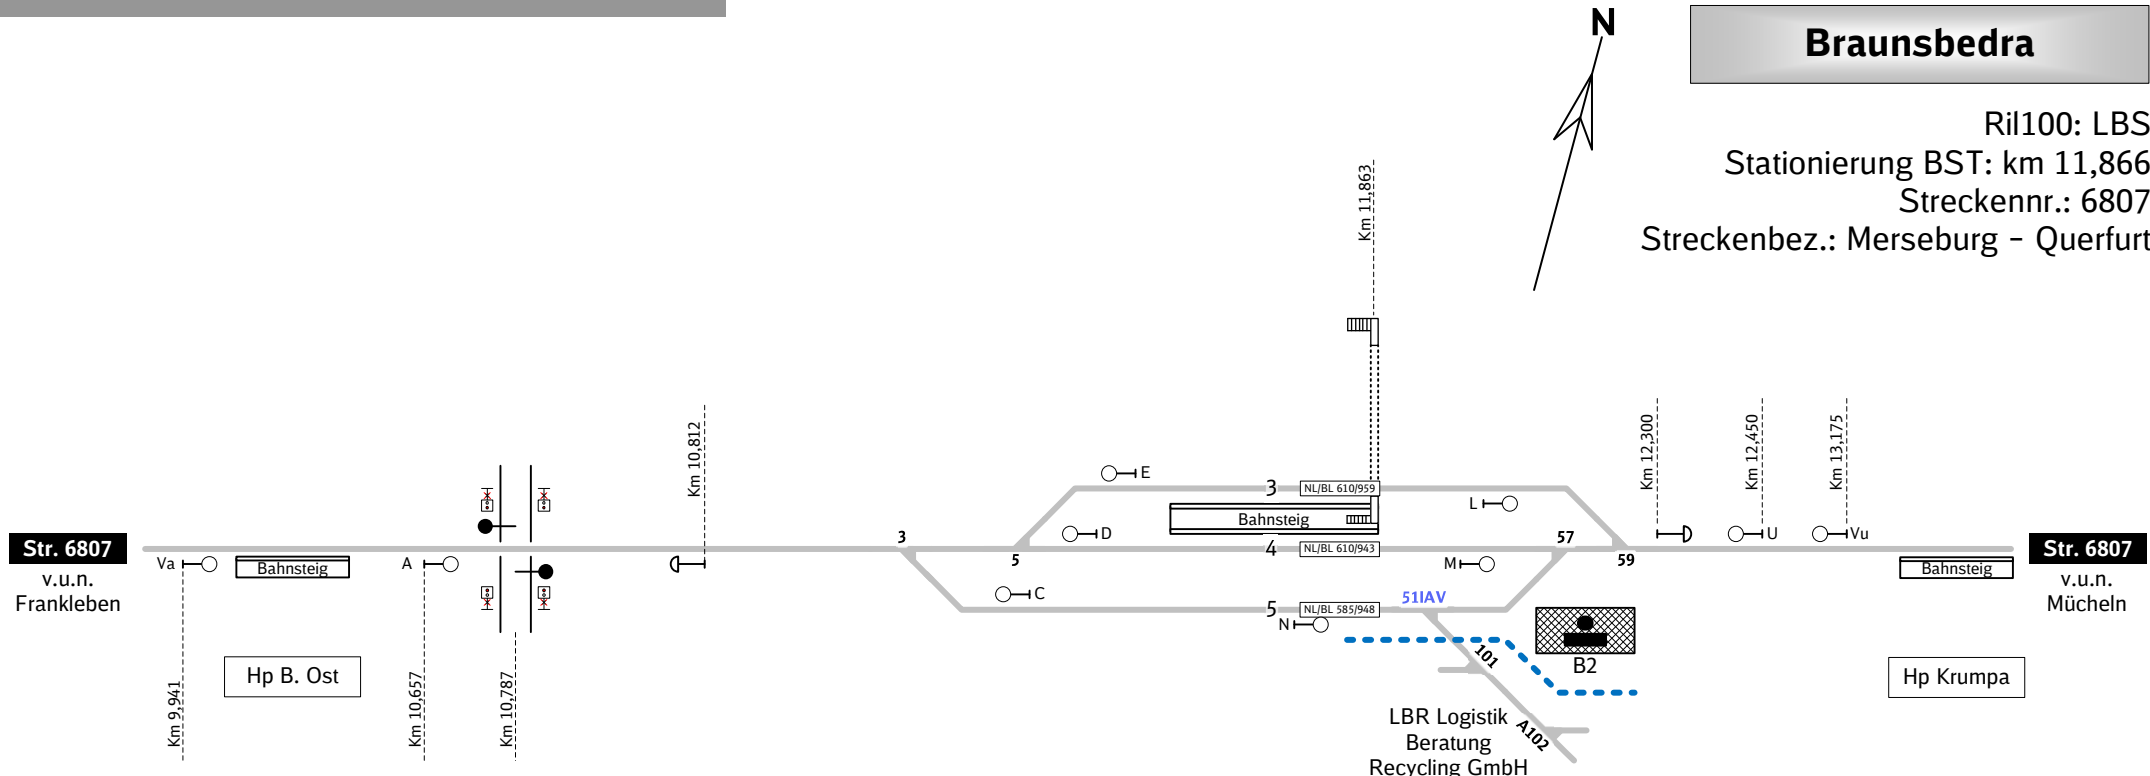 N
Braunsbedra
Ril100: LBS
Stationierung BST: km 11,866
Streckennr.: 6807
Streckenbez.: Merseburg – Querfurt
Km 11,863
Km 10,812
Km 12,300
Km 12,450
Km 13,175
E
3 NL/BL 610/959
L
Bahnsteig
D
U
Vu
Str. 6807
v.u.n.
Frankleben
3
5
4 NL/BL 610/943
57
59
Str. 6807
v.u.n.
Mücheln
Va
Bahnsteig
A
M
Bahnsteig
C
5 NL/BL 585/948
51IAV
N
101
B2
Hp B. Ost
Hp Krumpa
Km 9,941
Km 10,657
Km 10,787
LBR Logistik
Beratung
Recycling GmbH
A102